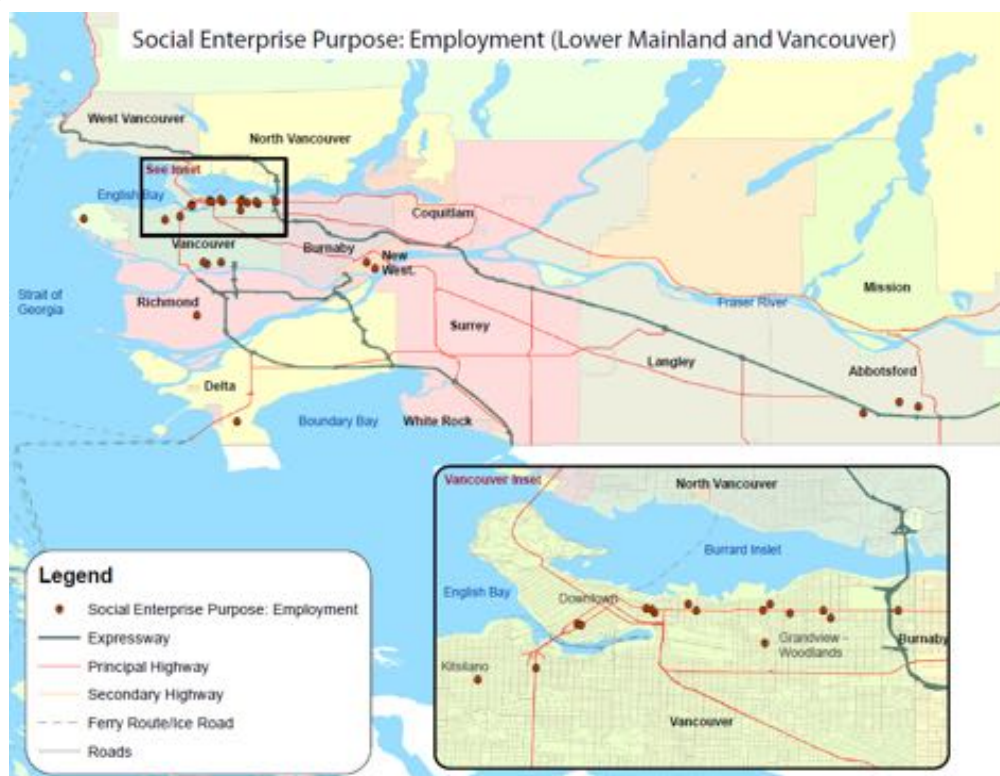 Social Enterprise Purpose: Employment (Lower Mainland and Vancouver)
West Vancouver
North Vancouver
See Inset
English Bay
Coquitlam
Vancouver
Burnaby
New
West.
Strait of
Georgia
Richmond
Fraser River
Mission
Surrey
Langley
Abbotsford
Delta
Boundary Bay
White Rock
Vancouver Inset
North Vancouver
Burrard Inslet
English Bay
Downtown
Grandview -
Woodlands
Burnaby
Kitsilano
Vancouver
Legend
Social Enterprise Purpose: Employment
Expressway
Principal Highway
Secondary Highway
Ferry Route/Ice Road
Roads